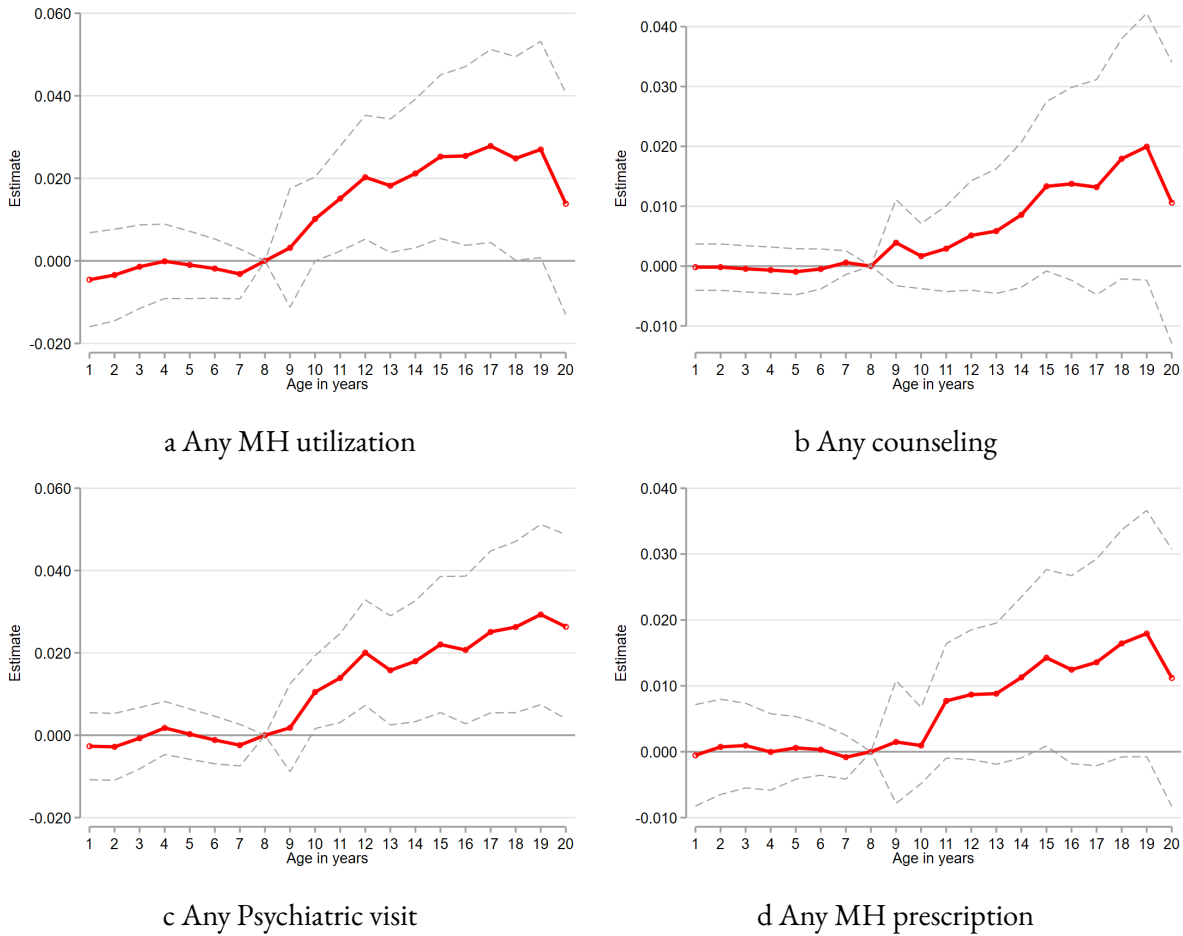 0.060
0.040
0.020
0.000
-0.020
Estimate
1 2 3 4 5 6 7 8 9 10 11 12 13 14 15 16 17 18 19 20
Age in years
a Any MH utilization
0.040
0.030
0.020
0.010
0.000
-0.010
Estimate
1 2 3 4 5 6 7 8 9 10 11 12 13 14 15 16 17 18 19 20
Age in years
b Any counseling
0.060
0.040
0.020
0.000
-0.020
Estimate
1 2 3 4 5 6 7 8 9 10 11 12 13 14 15 16 17 18 19 20
Age in years
c Any Psychiatric visit
0.040
0.030
0.020
0.010
0.000
-0.010
Estimate
1 2 3 4 5 6 7 8 9 10 11 12 13 14 15 16 17 18 19 20
Age in years
d Any MH prescription